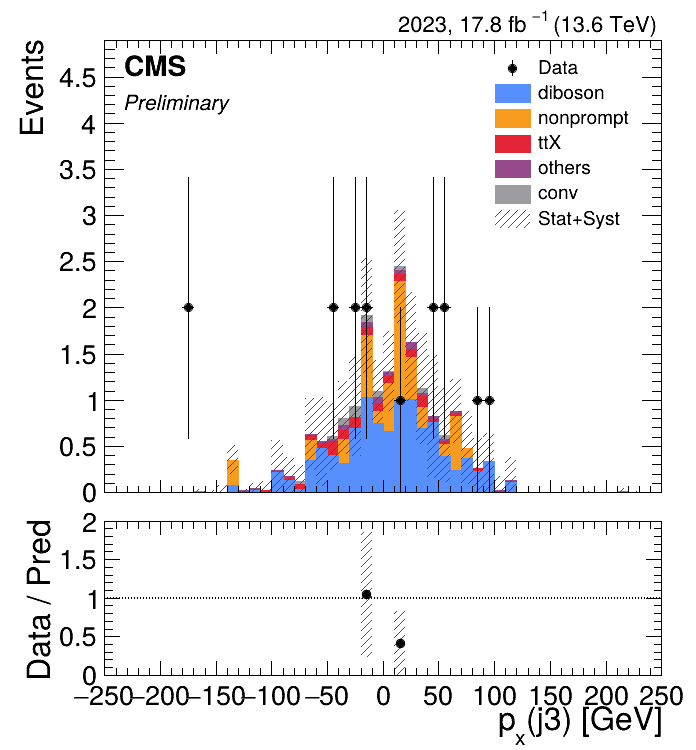 2023, 17.8 fb⁻¹ (13.6 TeV)
CMS
Preliminary
Data
diboson
nonprompt
ttX
others
conv
Stat+Syst
Events
4.5
4
3.5
3
2.5
2
1.5
1
0.5
0
Data / Pred
2
1.5
1
0.5
0
−250 −200 −150 −100 −50 0 50 100 150 200 250
pₓ(j3) [GeV]